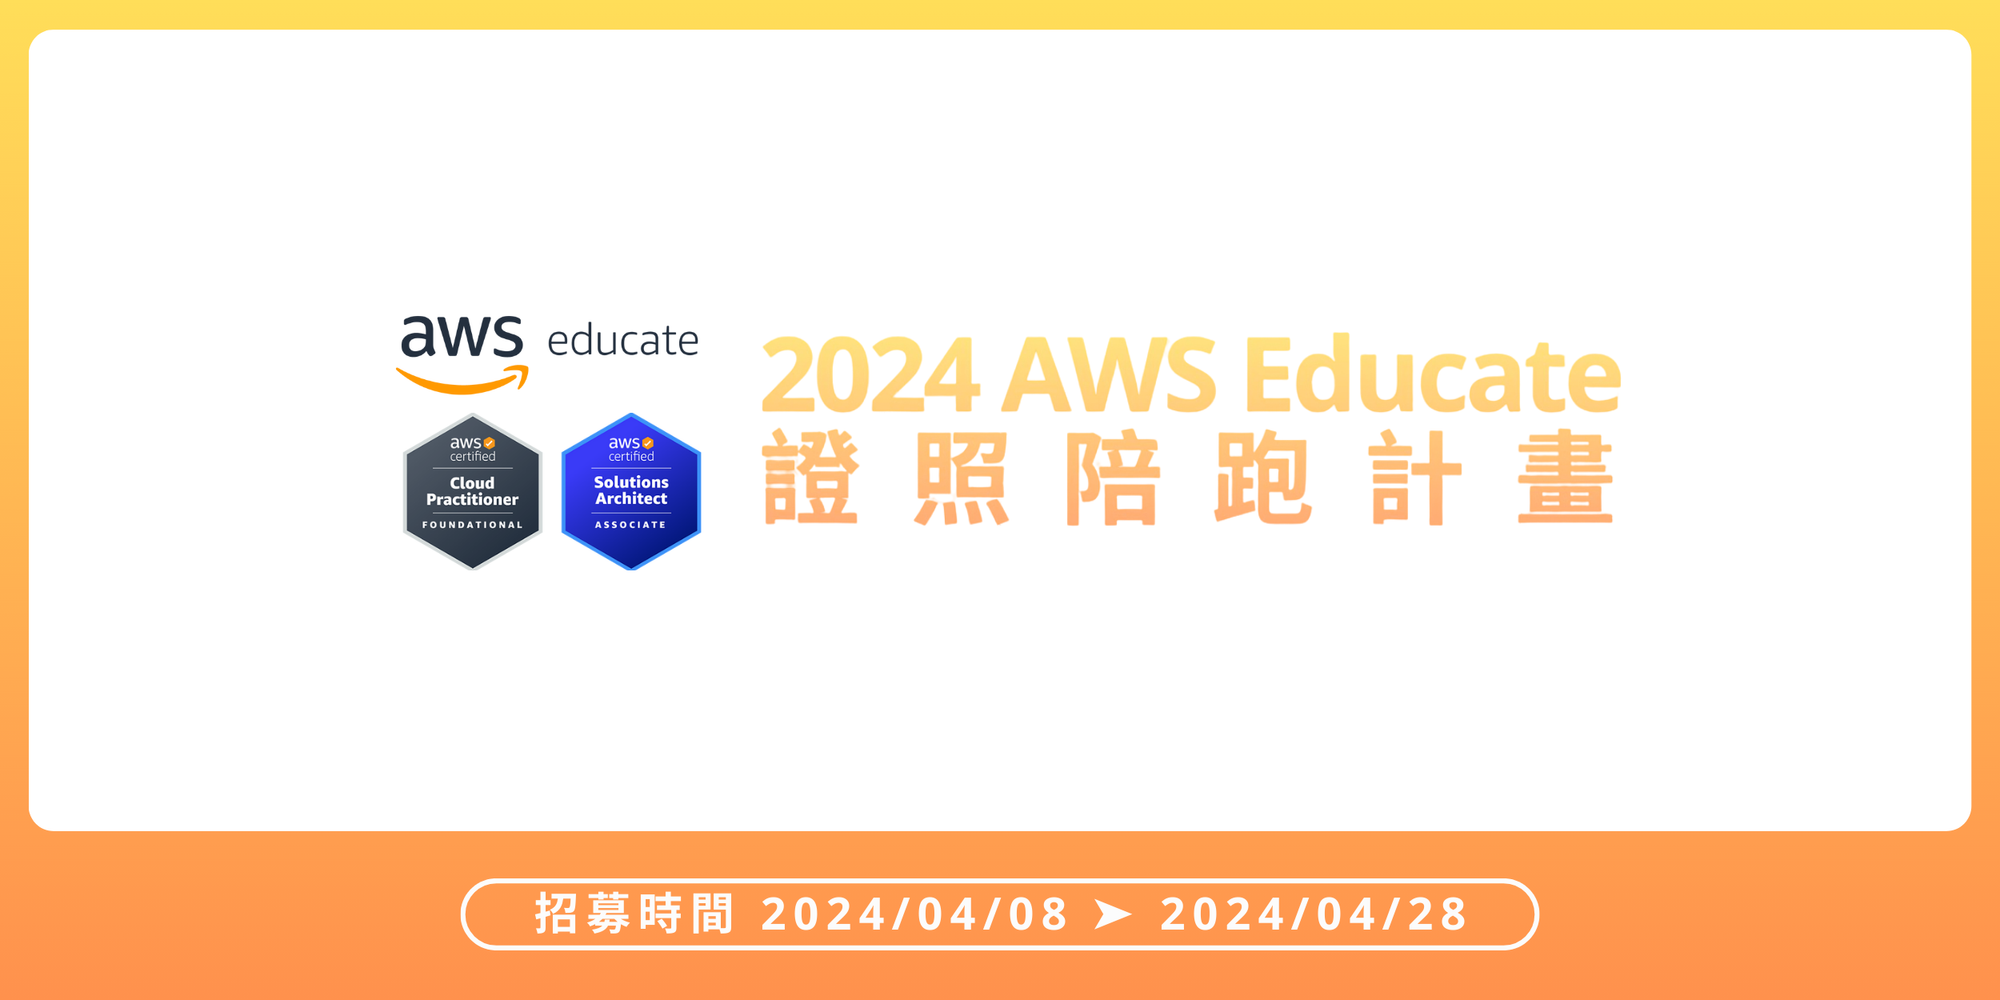 aws educate
aws certified
Cloud Practitioner
FOUNDATIONAL
aws certified
Solutions Architect
ASSOCIATE
2024 AWS Educate
證照陪跑計畫
招募時間 2024/04/08 ➤ 2024/04/28